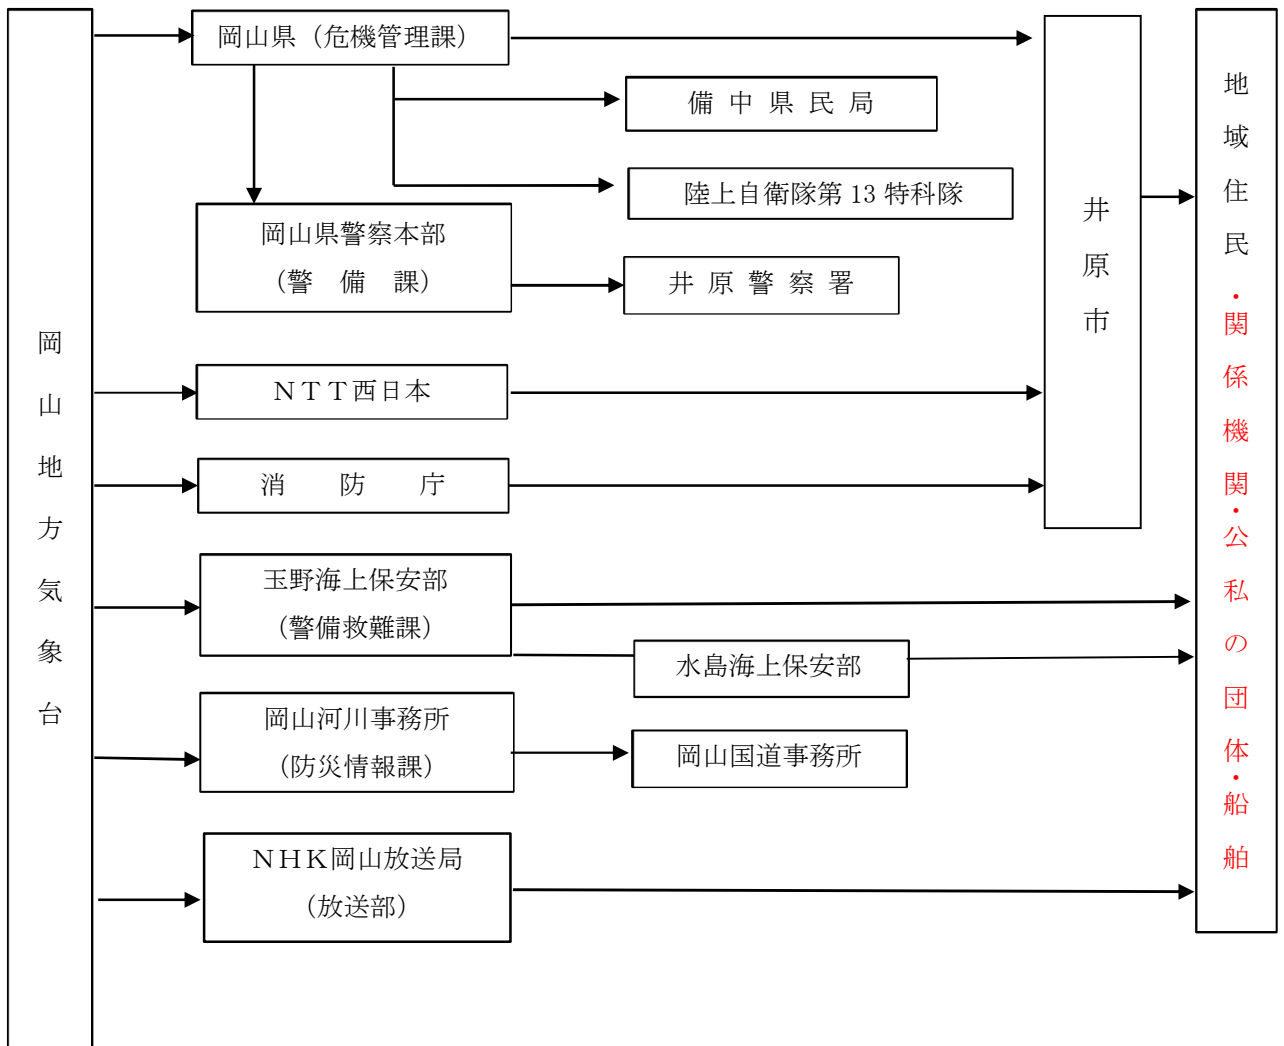 岡山地方気象台
岡山県（危機管理課）
備中県民局
陸上自衛隊第13特科隊
岡山県警察本部
（警　備　課）
井原警察署
ＮＴＴ西日本
消　防　庁
玉野海上保安部
（警備救難課）
水島海上保安部
岡山河川事務所
（防災情報課）
岡山国道事務所
ＮＨＫ岡山放送局
（放送部）
井原市
地域住民・関係機関・公私の団体・船舶